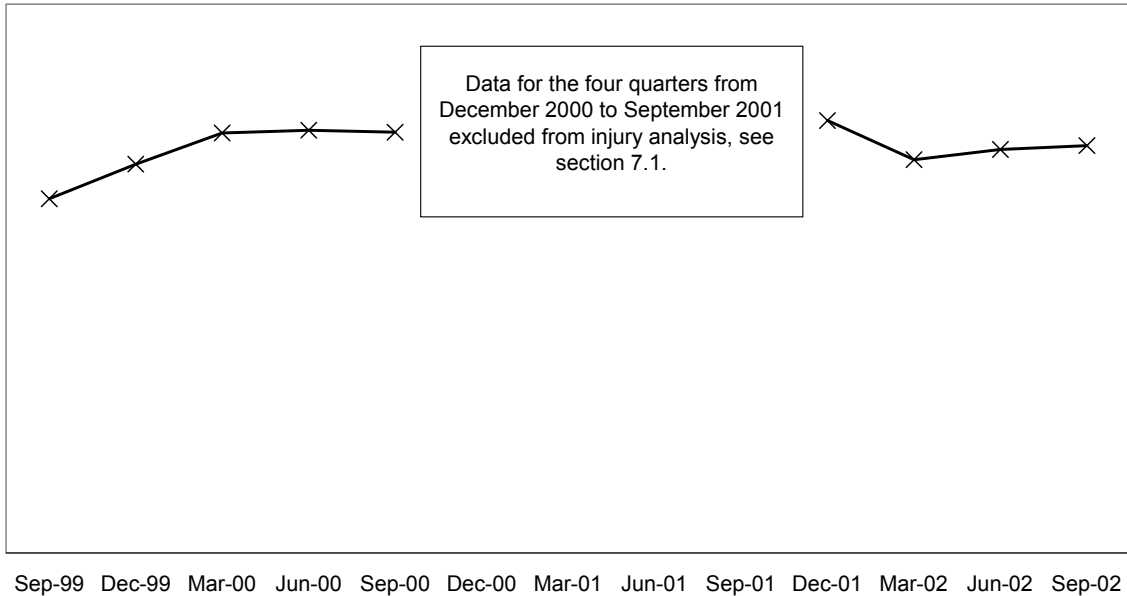 Data for the four quarters from
December 2000 to September 2001
excluded from injury analysis, see
section 7.1.
Sep-99 Dec-99 Mar-00 Jun-00 Sep-00 Dec-00 Mar-01 Jun-01 Sep-01 Dec-01 Mar-02 Jun-02 Sep-02